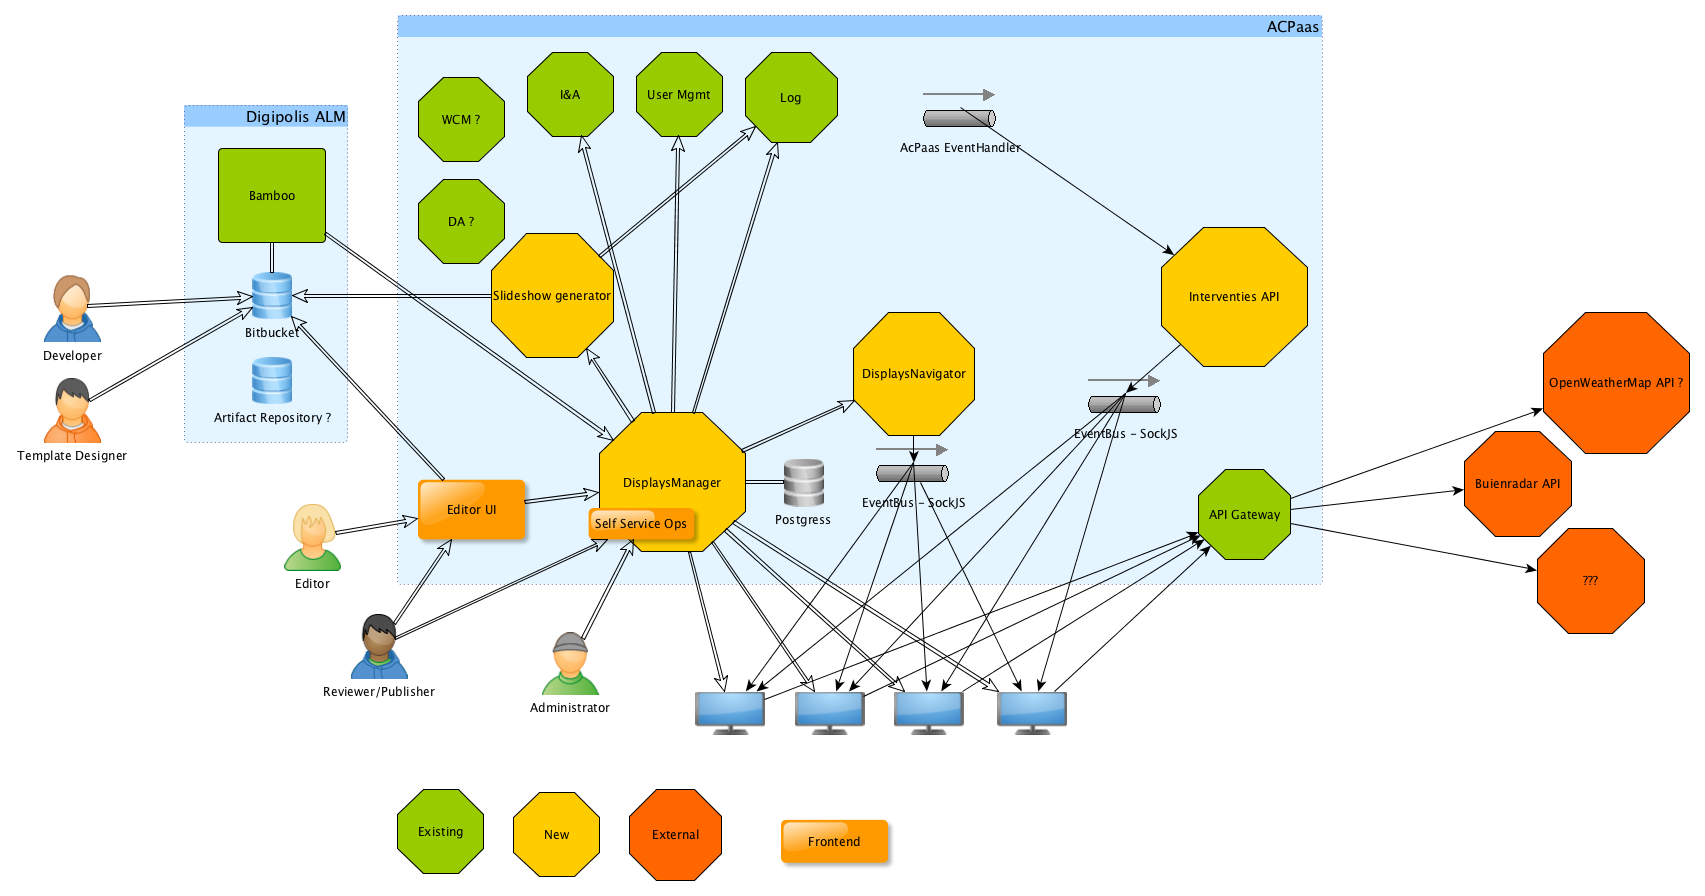 ACPaas
Digipolis ALM
I&A
User Mgmt
Log
WCM ?
AcPaas EventHandler
Bamboo
DA ?
Slideshow generator
Interventies API
Bitbucket
Developer
DisplaysNavigator
OpenWeatherMap API ?
Artifact Repository ?
EventBus – SockJS
Template Designer
DisplaysManager
Buienradar API
EventBus – SockJS
Editor UI
Postgress
API Gateway
Self Service Ops
Editor
???
Reviewer/Publisher
Administrator
Existing
New
External
Frontend